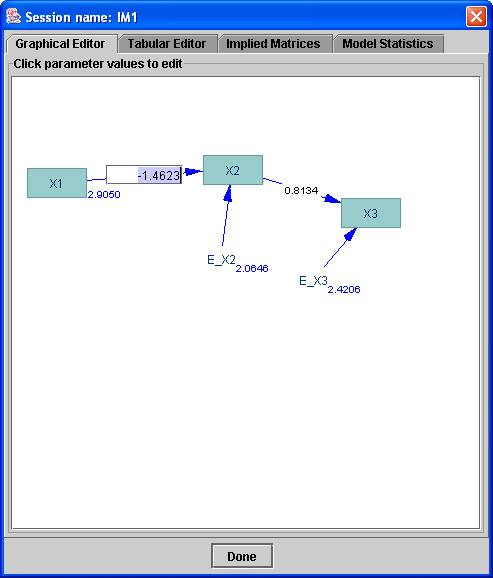 Session name: IM1
Graphical Editor
Tabular Editor
Implied Matrices
Model Statistics
Click parameter values to edit
X1
2.9050
-1.4623
X2
0.8134
X3
E_X2
2.0646
E_X3
2.4206
Done